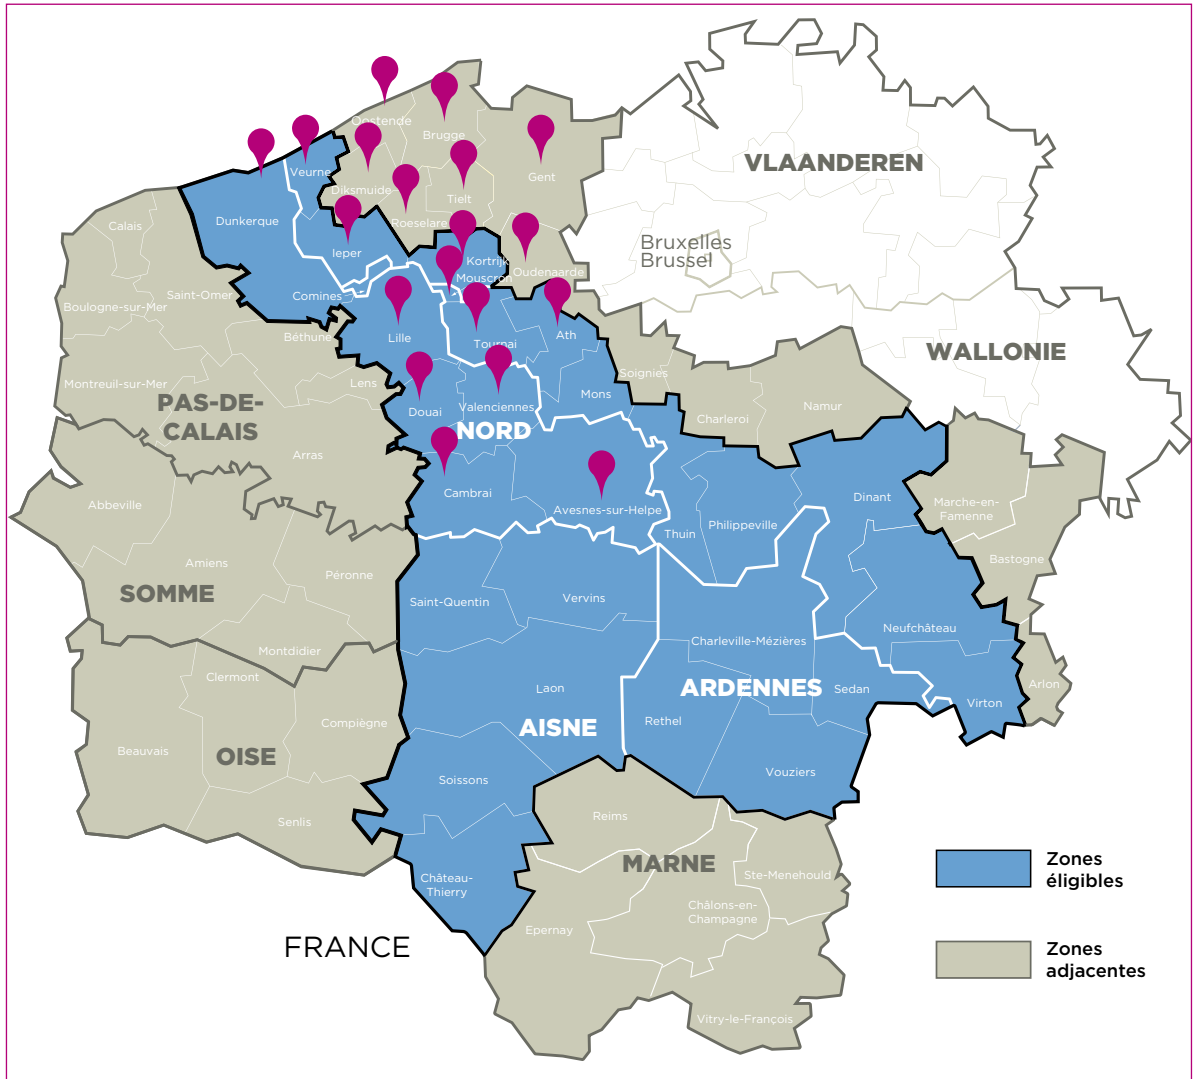 Oostende
Brugge
VLAANDEREN
Veurne
Gent
Diksmuide
Tielt
Calais
Dunkerque
Roeselare
Bruxelles
Brussel
Ieper
Kortrijk
Mouscron
Oudenaarde
Saint-Omer
Comines
Boulogne-sur-Mer
Béthune
Lille
Tournai
Ath
WALLONIE
Soignies
Montreuil-sur-Mer
Lens
Mons
PAS-DE-
CALAIS
Douai
Valenciennes
Namur
Charleroi
NORD
Arras
Cambrai
Avesnes-sur-Helpe
Dinant
Abbeville
Marche-en-
Famenne
Thuin
Philippeville
Amiens
Péronne
Bastogne
SOMME
Saint-Quentin
Vervins
Neufchâteau
Montdidier
Charleville-Mézières
Clermont
Laon
ARDENNES
Sedan
Arlon
Virton
Beauvais
OISE
Compiègne
AISNE
Rethel
Soissons
Vouziers
Senlis
Reims
MARNE
Château-
Thierry
Ste-Menehould
Châlons-en-
Champagne
Epernay
FRANCE
Vitry-le-François
Zones
éligibles
Zones
adjacentes